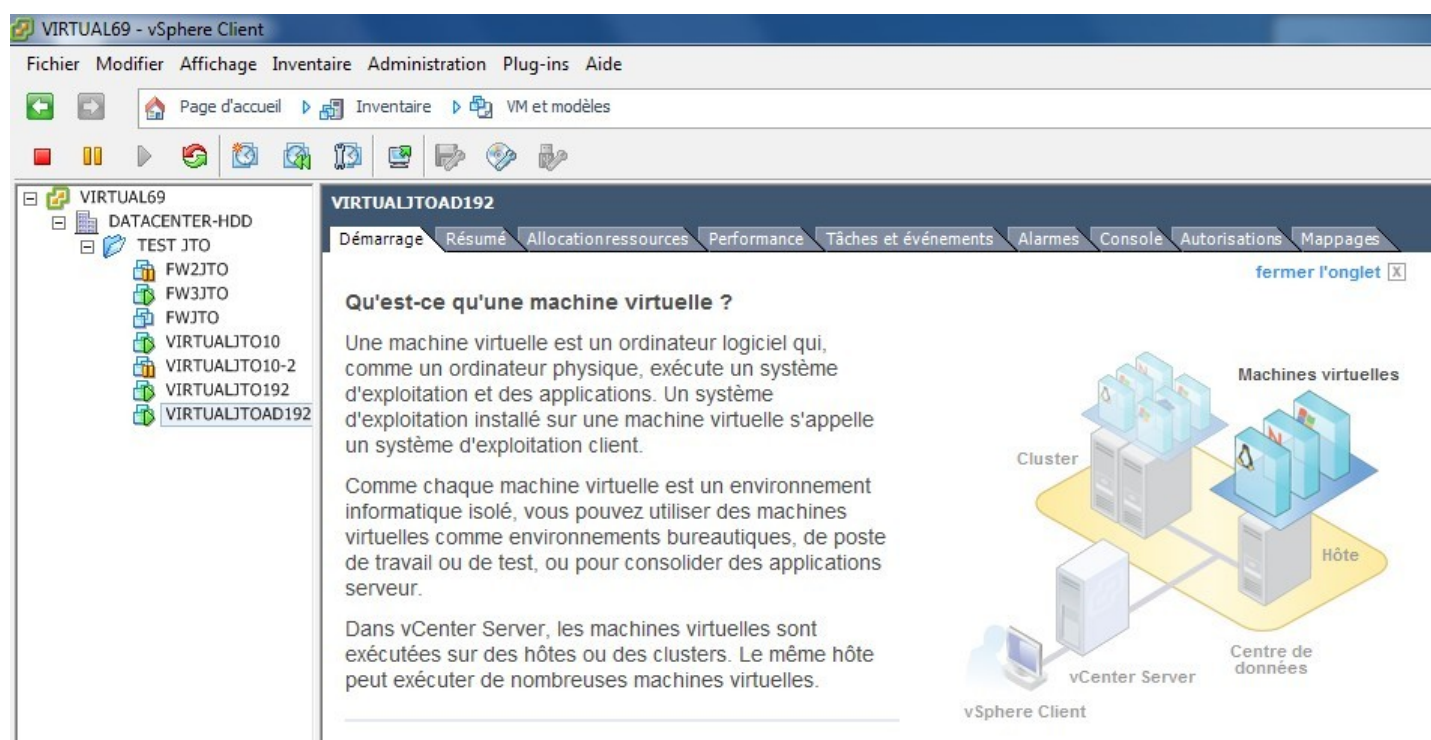 VIRTUAL69 - vSphere Client
Fichier Modifier Affichage Inventaire Administration Plug-ins Aide
Page d'accueil Inventaire VM et modèles
VIRTUAL69
DATACENTER-HDD
TEST JTO
FW2JTO
FW3JTO
FWJTO
VIRTUALJTO10
VIRTUALJTO10-2
VIRTUALJTO192
VIRTUALJTOAD192
VIRTUALJTOAD192
Démarrage Résumé Allocation ressources Performance Tâches et événements Alarmes Console Autorisations Mappages
fermer l'onglet X
Qu'est-ce qu'une machine virtuelle ?
Une machine virtuelle est un ordinateur logiciel qui,
comme un ordinateur physique, exécute un système
d'exploitation et des applications. Un système
d'exploitation installé sur une machine virtuelle s'appelle
un système d'exploitation client.
Comme chaque machine virtuelle est un environnement
informatique isolé, vous pouvez utiliser des machines
virtuelles comme environnements bureautiques, de poste
de travail ou de test, ou pour consolider des applications
serveur.
Dans vCenter Server, les machines virtuelles sont
exécutées sur des hôtes ou des clusters. Le même hôte
peut exécuter de nombreuses machines virtuelles.
Machines virtuelles
Cluster
Hôte
Centre de
données
vCenter Server
vSphere Client